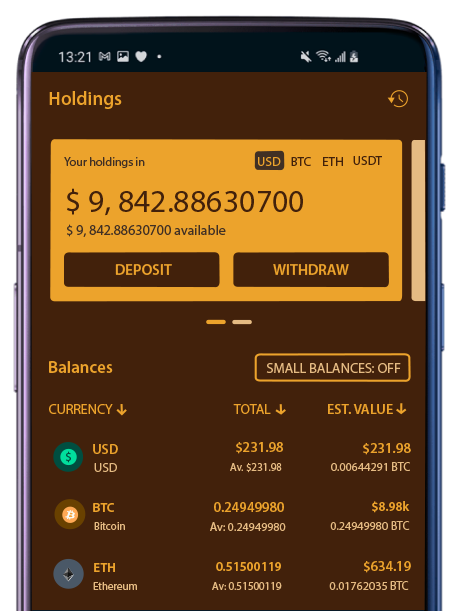 13:21
Holdings
Your holdings in USD BTC ETH USDT
$ 9, 842.88630700
$ 9, 842.88630700 available
DEPOSIT WITHDRAW
Balances SMALL BALANCES: OFF
CURRENCY TOTAL EST. VALUE
USD $231.98 $231.98
USD Av. $231.98 0.00644291 BTC
BTC 0.24949980 $8.98k
Bitcoin Av: 0.24949980 0.24949980 BTC
ETH 0.51500119 $634.19
Ethereum Av: 0.51500119 0.01762035 BTC